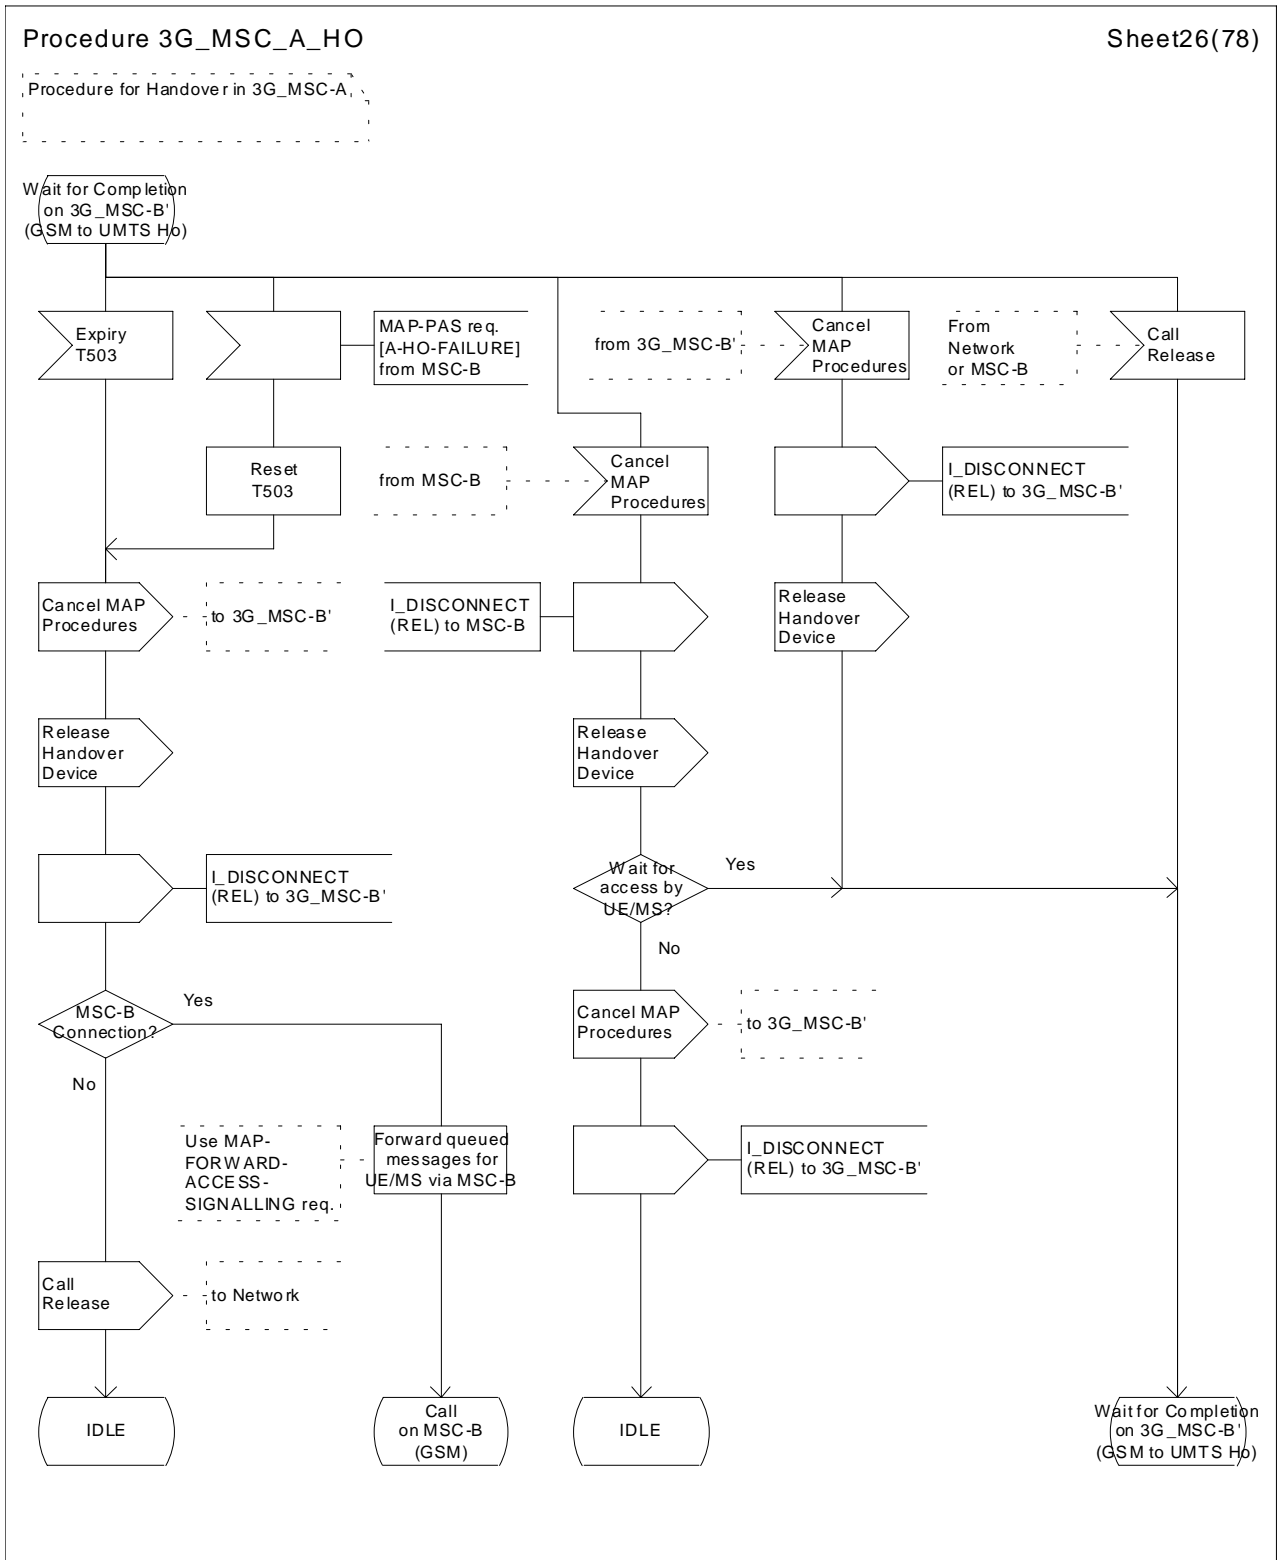 Procedure 3G_MSC_A_HO
Sheet26(78)
Procedure for Handover in 3G_MSC-A
Wait for Completion
on 3G_MSC-B'
(GSM to UMTS Ho)
Expiry
T503
MAP-PAS req.
[A-HO-FAILURE]
from MSC-B
from 3G_MSC-B'
Cancel
MAP
Procedures
From
Network
or MSC-B
Call
Release
Reset
T503
from MSC-B
Cancel
MAP
Procedures
I_DISCONNECT
(REL) to 3G_MSC-B'
Cancel MAP
Procedures
to 3G_MSC-B'
I_DISCONNECT
(REL) to MSC-B
Release
Handover
Device
Release
Handover
Device
Release
Handover
Device
I_DISCONNECT
(REL) to 3G_MSC-B'
Wait for
access by
UE/MS?
Yes
No
MSC-B
Connection?
Yes
No
Cancel MAP
Procedures
to 3G_MSC-B'
Use MAP-
FORWARD-
ACCESS-
SIGNALLING req.
Forward queued
messages for
UE/MS via MSC-B
I_DISCONNECT
(REL) to 3G_MSC-B'
Call
Release
to Network
IDLE
Call
on MSC-B
(GSM)
IDLE
Wait for Completion
on 3G_MSC-B'
(GSM to UMTS Ho)